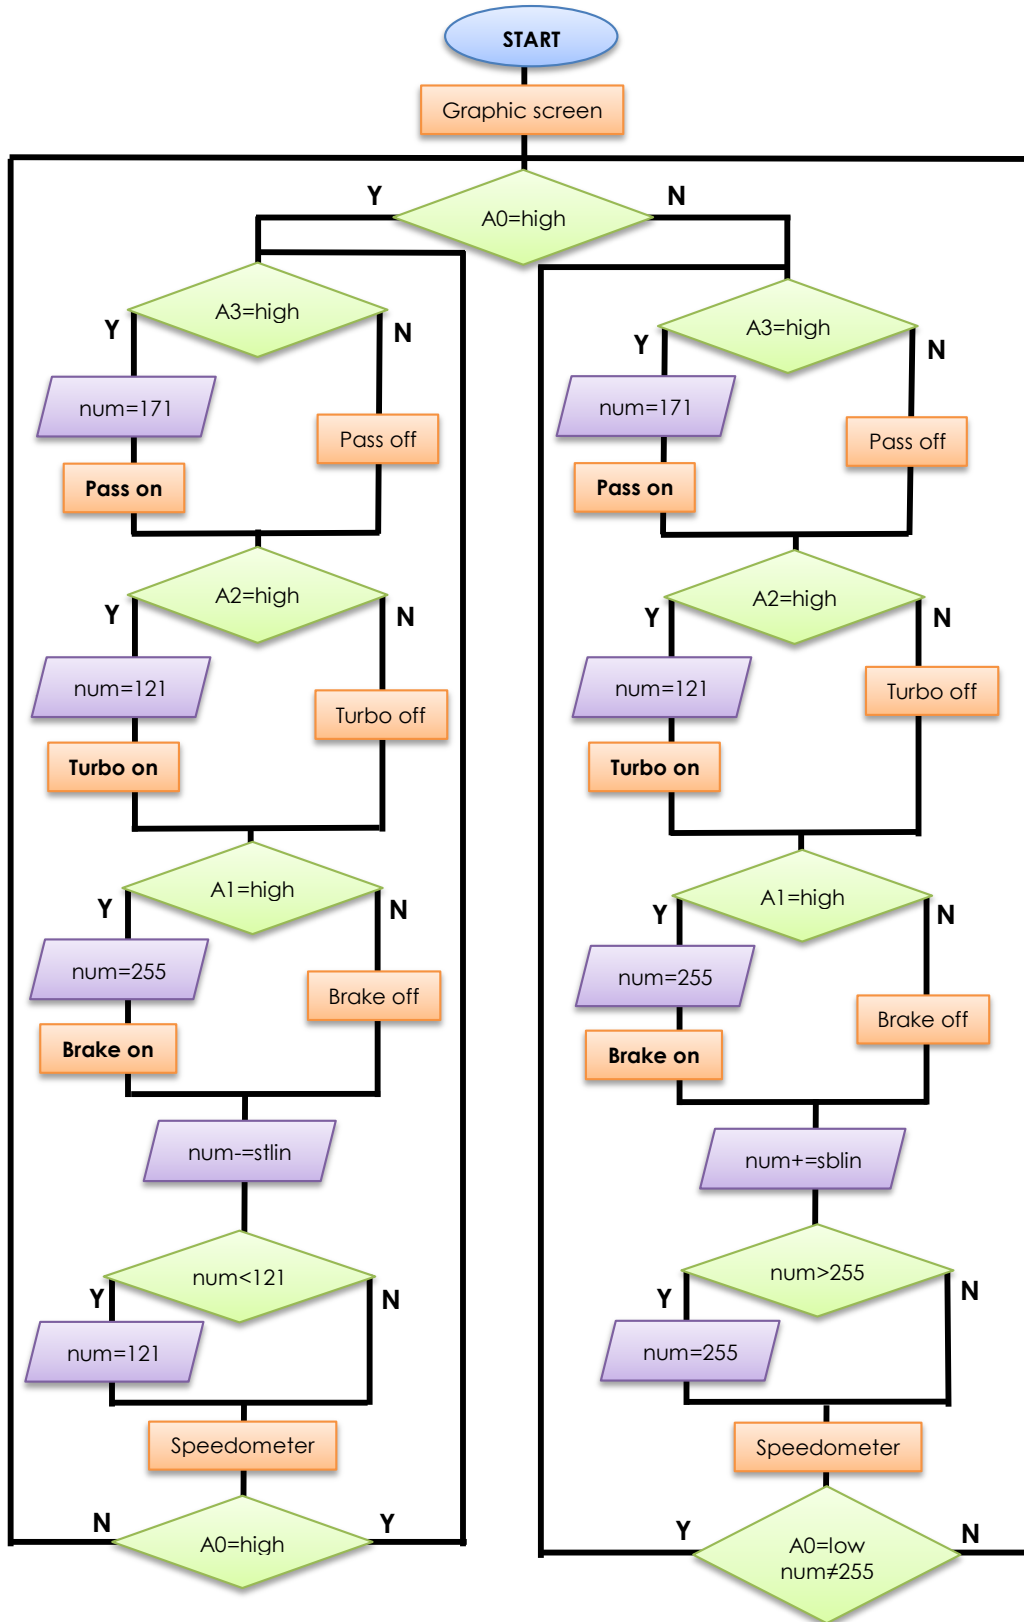 START
Graphic screen
Y
A0=high
N
A3=high
Y
N
num=171
Pass off
Pass on
A2=high
Y
N
num=121
Turbo off
Turbo on
A1=high
Y
N
num=255
Brake off
Brake on
num-=stlin
num<121
Y
N
num=121
Speedometer
N
A0=high
Y
A3=high
Y
N
num=171
Pass off
Pass on
A2=high
Y
N
num=121
Turbo off
Turbo on
A1=high
Y
N
num=255
Brake off
Brake on
num+=sblin
num>255
Y
N
num=255
Speedometer
Y
A0=low
num≠255
N